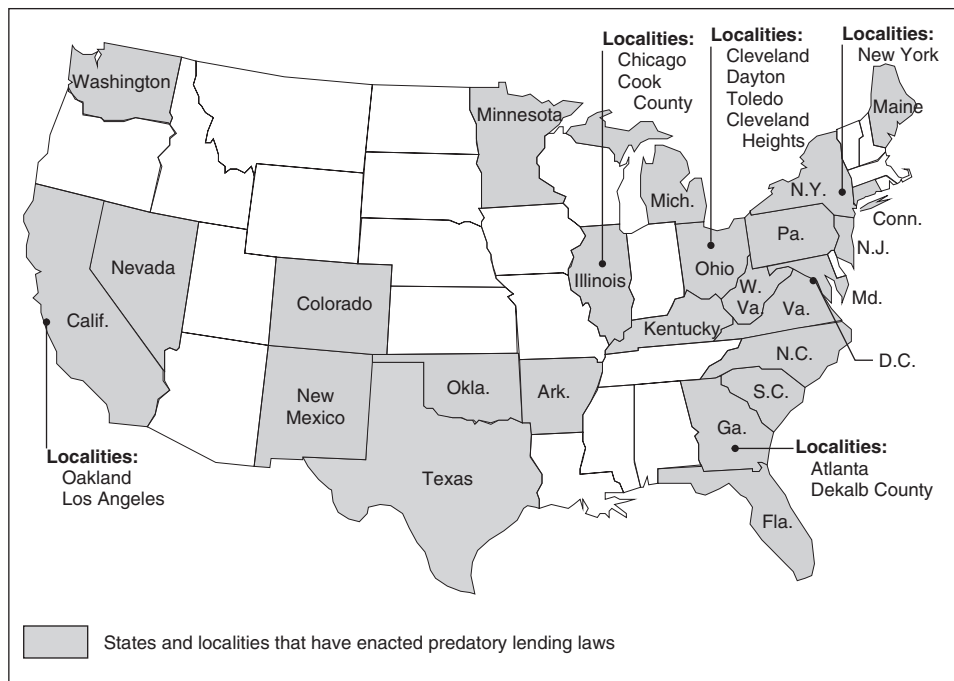 Localities:
Chicago
Cook
County
Localities:
Cleveland
Dayton
Toledo
Cleveland
Heights
Localities:
New York
Washington
Minnesota
Maine
Mich.
N.Y.
Conn.
Pa.
N.J.
Nevada
Illinois
Ohio
Colorado
W.
Va.
Md.
Calif.
Kentucky
Va.
N.C.
D.C.
New
Mexico
Okla.
Ark.
S.C.
Ga.
Localities:
Oakland
Los Angeles
Texas
Localities:
Atlanta
Dekalb County
Fla.
States and localities that have enacted predatory lending laws